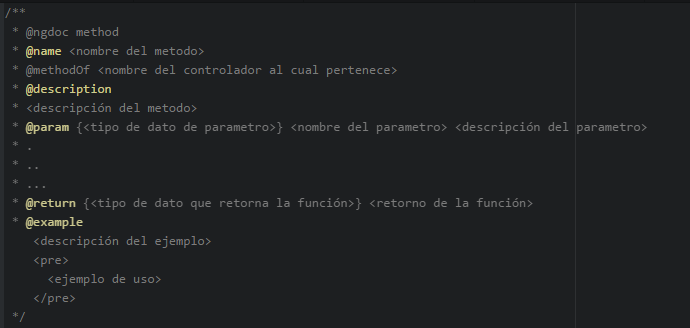 /**
 * @ngdoc method
 * @name <nombre del metodo>
 * @methodOf <nombre del controlador al cual pertenece>
 * @description
 * <descripción del metodo>
 * @param {<tipo de dato de parametro>} <nombre del parametro> <descripción del parametro>
 * .
 * ..
 * ...
 * @return {<tipo de dato que retorna la función>} <retorno de la función>
 * @example
    <descripción del ejemplo>
    <pre>
      <ejemplo de uso>
    </pre>
 */